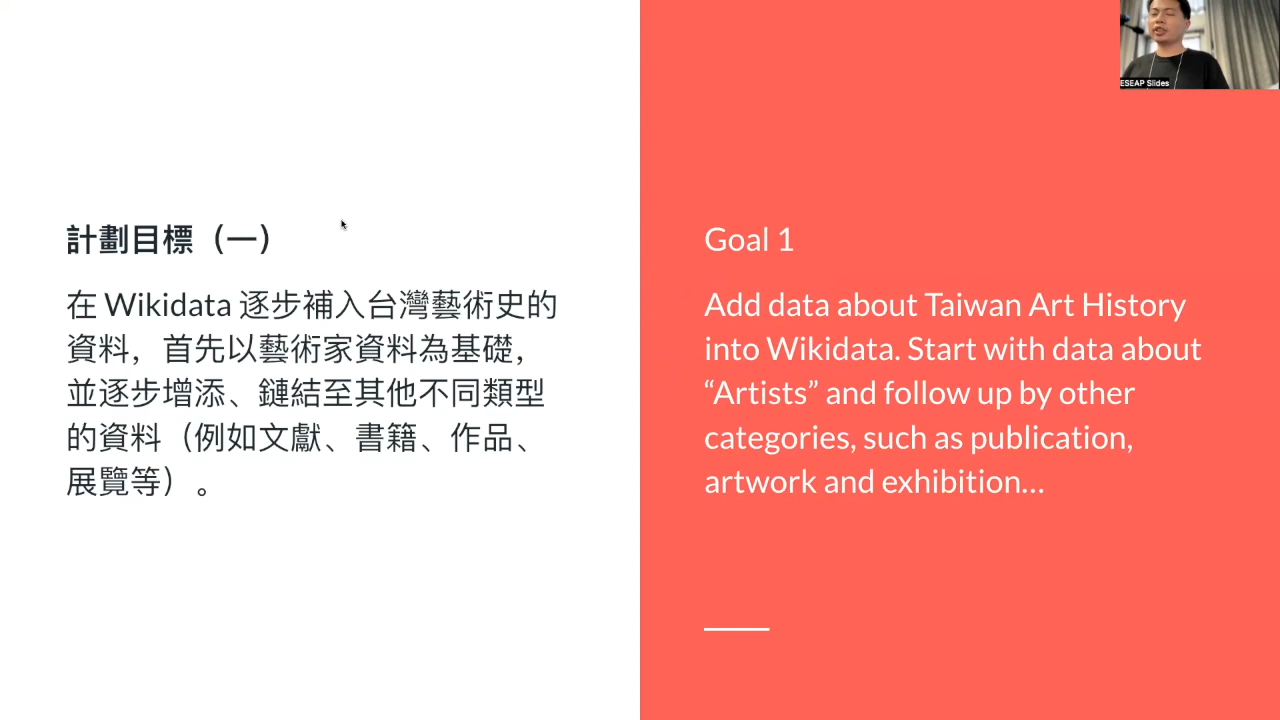 計劃目標（一）
在 Wikidata 逐步補入台灣藝術史的
資料，首先以藝術家資料為基礎，
並逐步增添、鏈結至其他不同類型
的資料（例如文獻、書籍、作品、
展覽等）。
Goal 1
Add data about Taiwan Art History
into Wikidata. Start with data about
“Artists” and follow up by other
categories, such as publication,
artwork and exhibition...
ESEAP Slides